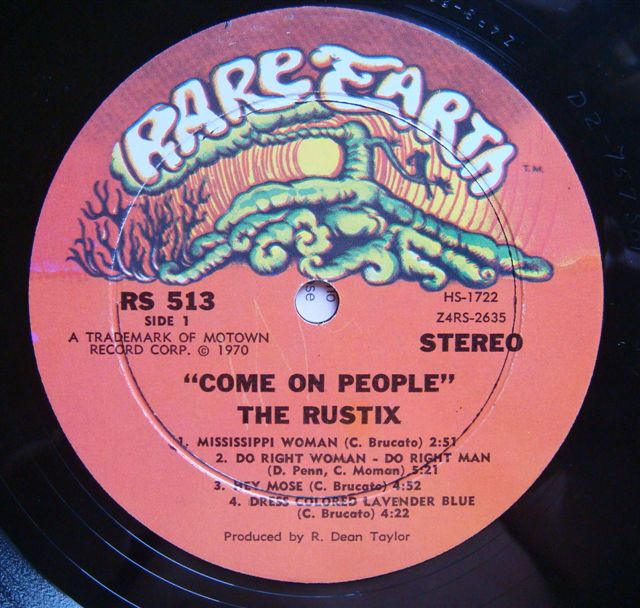 RARE EARTH
T.M.
RS 513
SIDE 1
A TRADEMARK OF MOTOWN
RECORD CORP. © 1970
HS-1722
Z4RS-2635
STEREO
"COME ON PEOPLE"
THE RUSTIX
1. MISSISSIPPI WOMAN (C. Brucato) 2:51
2. DO RIGHT WOMAN - DO RIGHT MAN
(D. Penn, C. Moman) 5:21
3. HEY MOSE (C. Brucato) 4:52
4. DRESS COLORED LAVENDER BLUE
(C. Brucato) 4:22
Produced by R. Dean Taylor